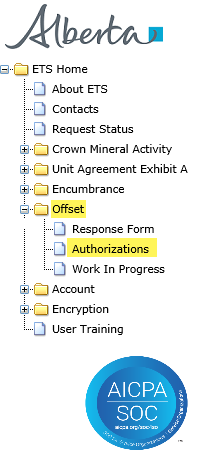 Alberta
ETS Home
About ETS
Contacts
Request Status
Crown Mineral Activity
Unit Agreement Exhibit A
Encumbrance
Offset
Response Form
Authorizations
Work In Progress
Account
Encryption
User Training
AICPA
SOC
aicpa.org/soc4so